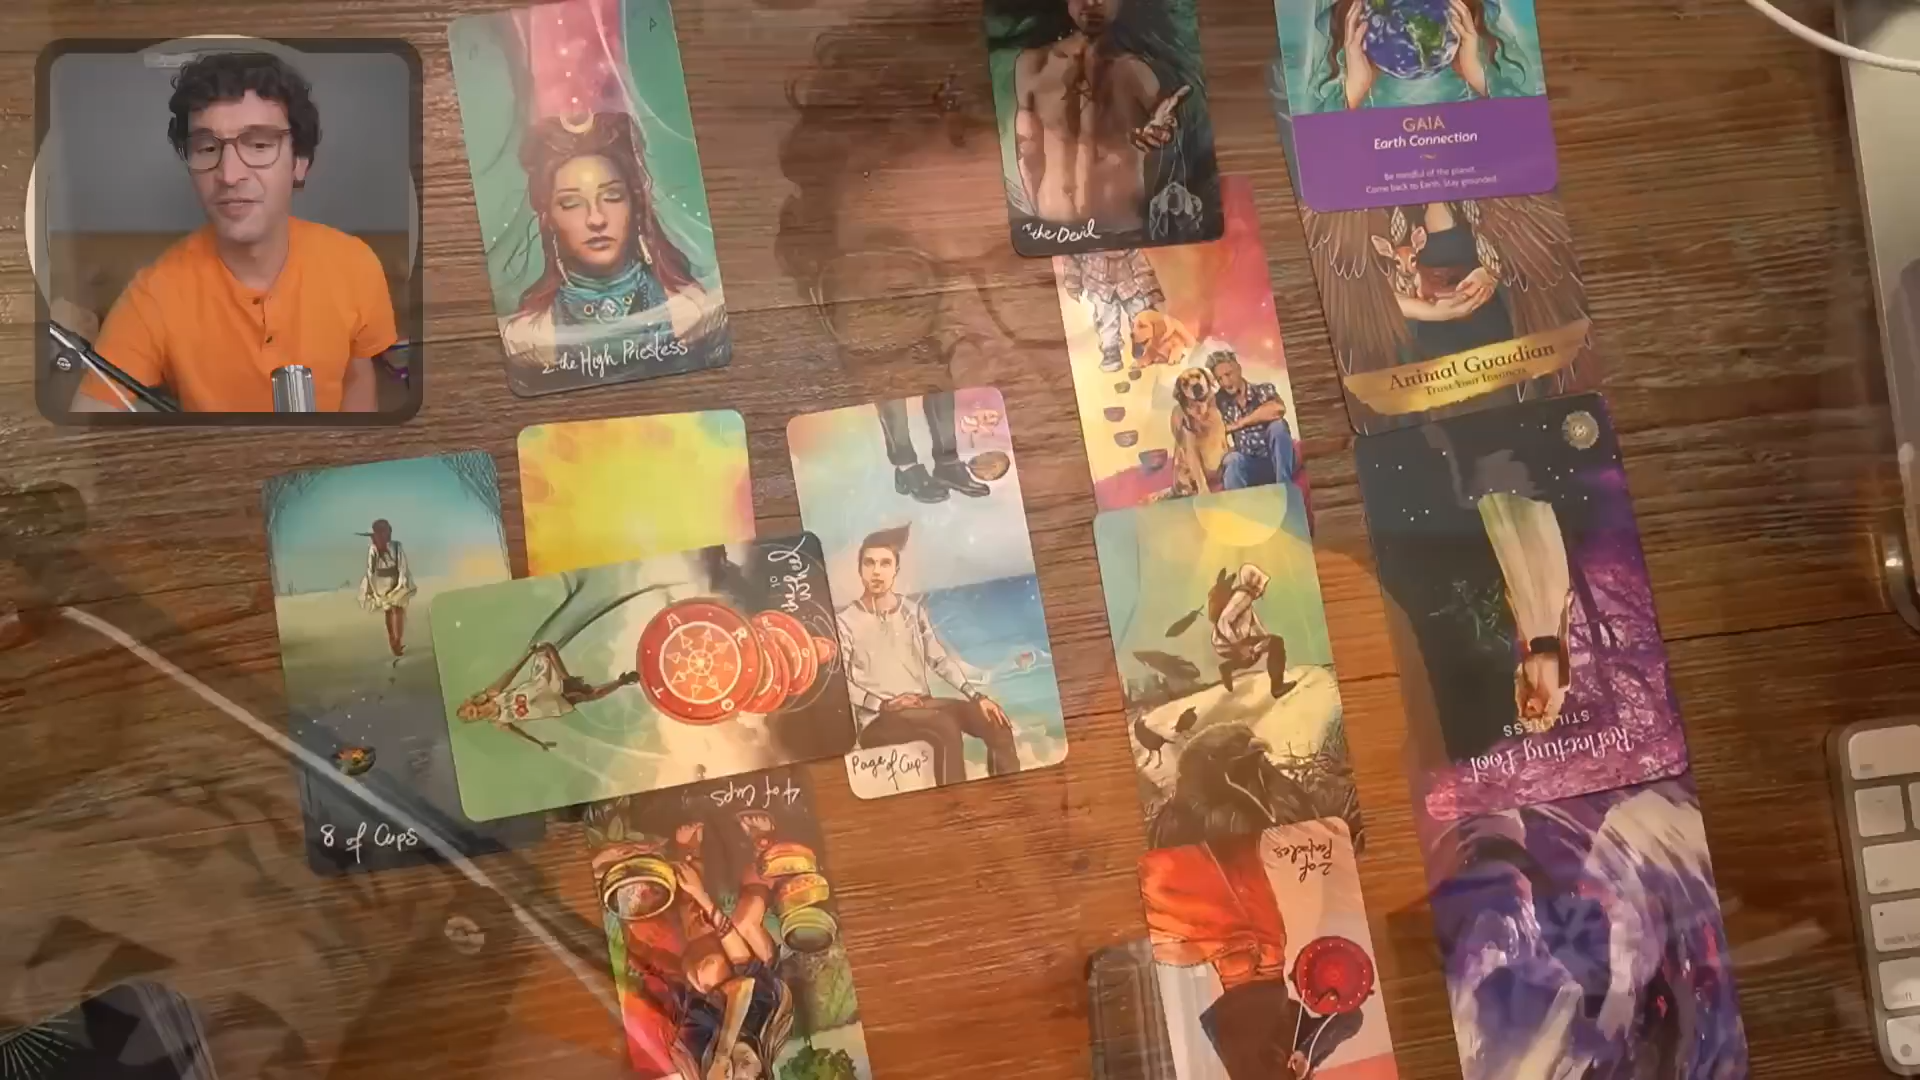 2. the High Priestess
the Devil
GAIA
Earth Connection
Be mindful of the planet.
Come back to Earth. Stay grounded.
Animal Guardian
Trust Your Instincts
10
the Wheel
TARO
Page of Cups
8 of Cups
4 of Cups
Reflecting Pool
STILLNESS
2 of
Pentacles